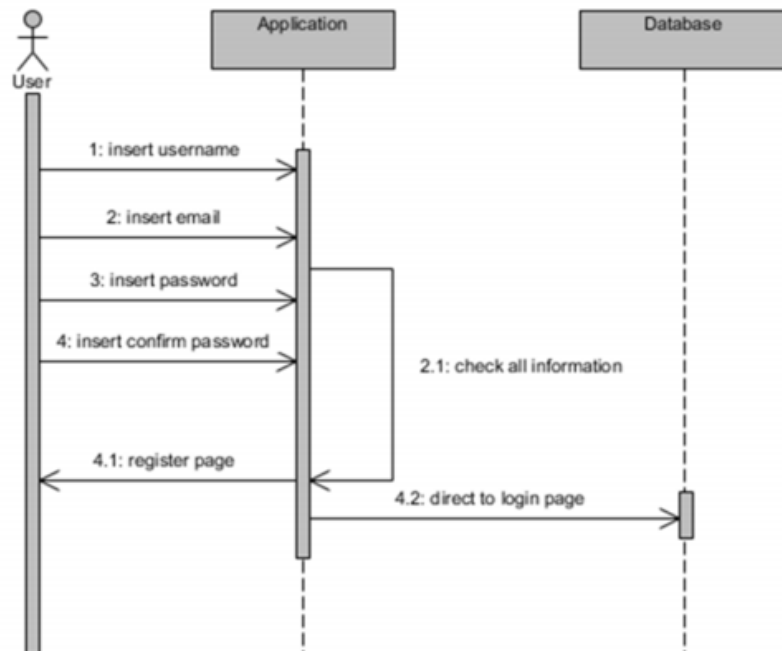 Application
Database
User
1: insert username
2: insert email
3: insert password
4: insert confirm password
2.1: check all information
4.1: register page
4.2: direct to login page